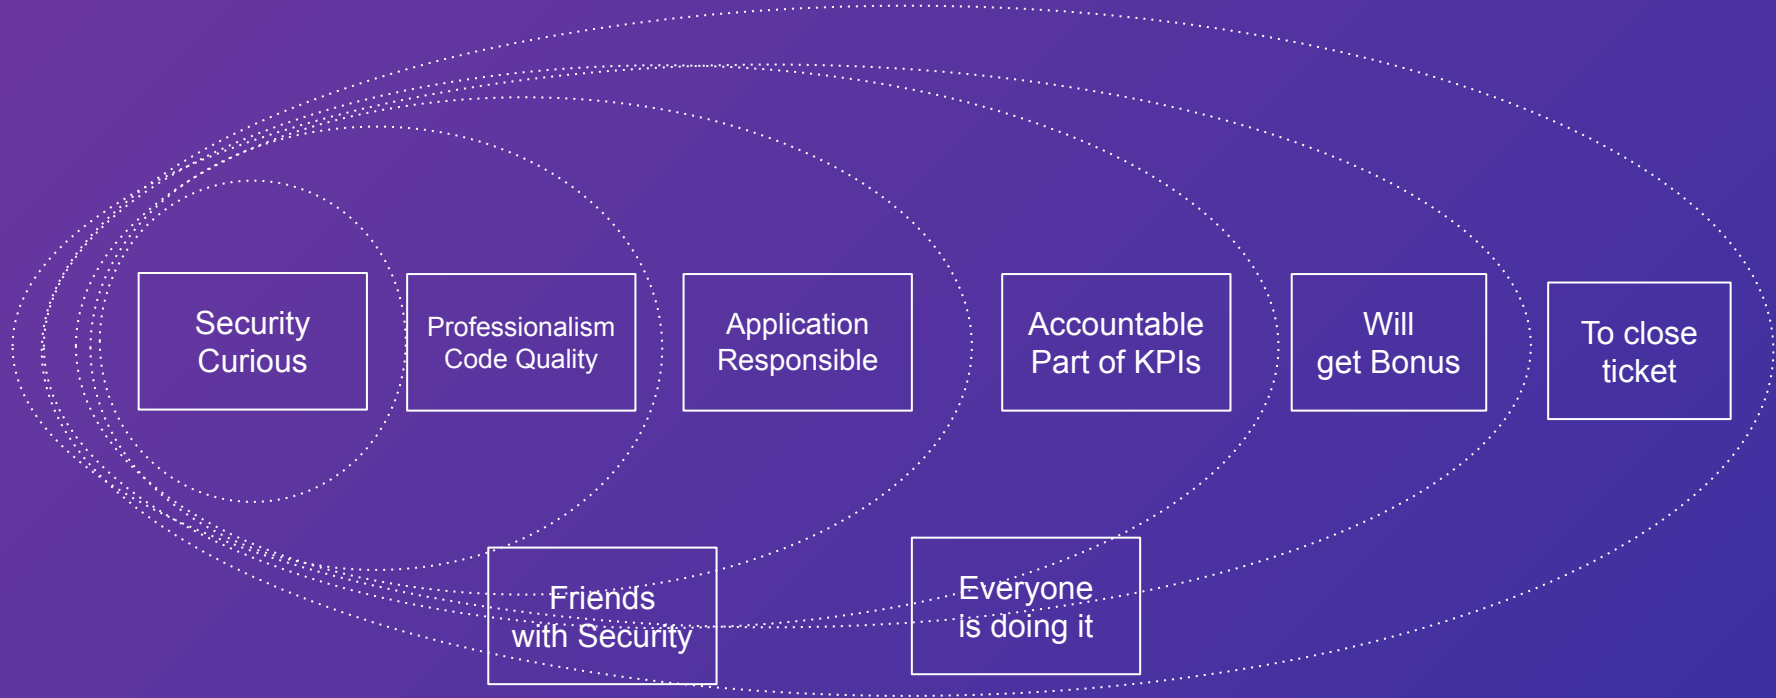 Security
Curious
Professionalism
Code Quality
Application
Responsible
Accountable
Part of KPIs
Will
get Bonus
To close
ticket
Friends
with Security
Everyone
is doing it